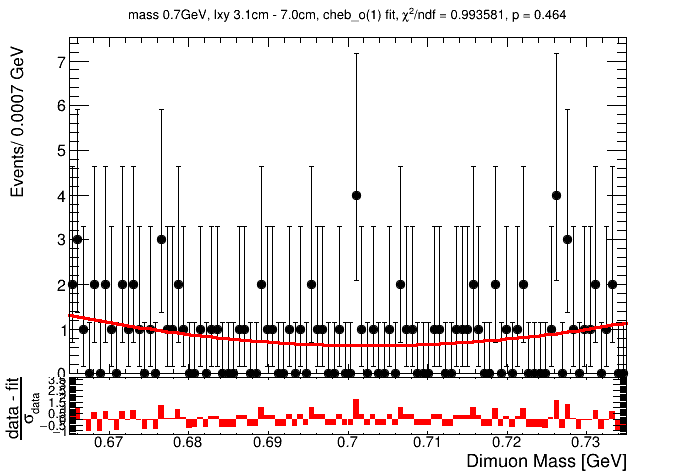 mass 0.7GeV, lxy 3.1cm - 7.0cm, cheb_o(1) fit, χ²/ndf = 0.993581, p = 0.464
Events/ 0.0007 GeV
7
6
5
4
3
2
1
0
data - fit
σdata
0.67 0.68 0.69 0.7 0.71 0.72 0.73
Dimuon Mass [GeV]